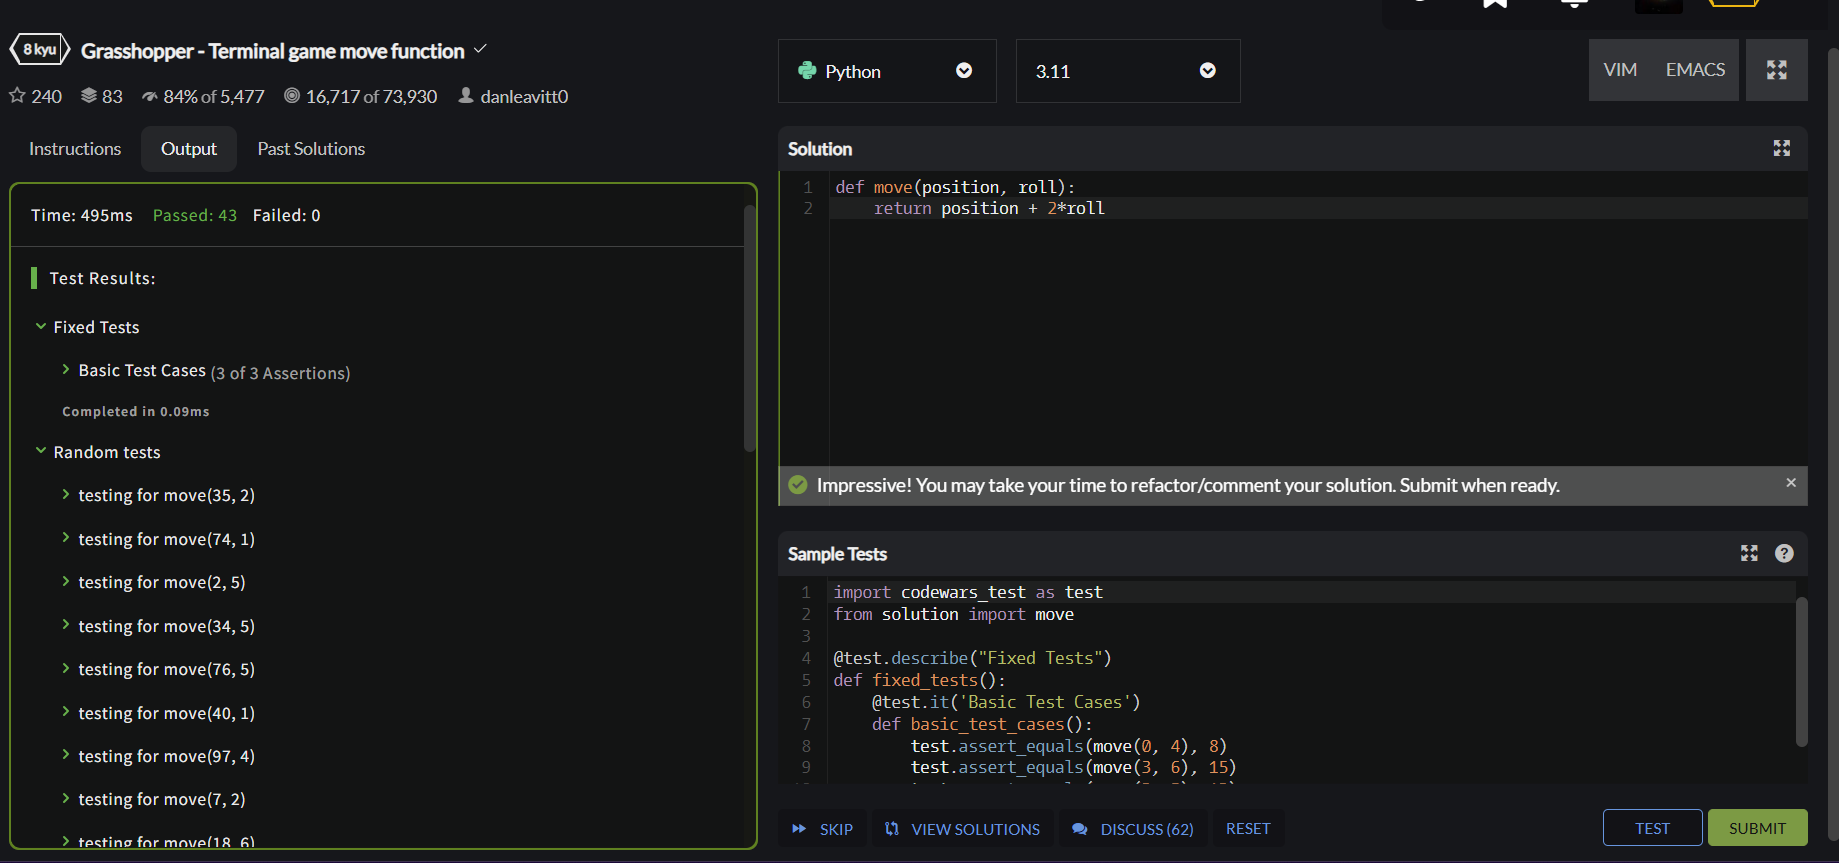 8 kyu Grasshopper - Terminal game move function
240 83 84% of 5,477 16,717 of 73,930 danleavitt0
Instructions Output Past Solutions
Time: 495ms Passed: 43 Failed: 0
Test Results:
Fixed Tests
Basic Test Cases (3 of 3 Assertions)
Completed in 0.09ms
Random tests
testing for move(35, 2)
testing for move(74, 1)
testing for move(2, 5)
testing for move(34, 5)
testing for move(76, 5)
testing for move(40, 1)
testing for move(97, 4)
testing for move(7, 2)
testing for move(18, 6)
Python 3.11 VIM EMACS
Solution
1 def move(position, roll):
2 return position + 2*roll
Impressive! You may take your time to refactor/comment your solution. Submit when ready.
Sample Tests
1 import codewars_test as test
2 from solution import move
3
4 @test.describe("Fixed Tests")
5 def fixed_tests():
6 @test.it('Basic Test Cases')
7 def basic_test_cases():
8 test.assert_equals(move(0, 4), 8)
9 test.assert_equals(move(3, 6), 15)
SKIP VIEW SOLUTIONS DISCUSS (62) RESET TEST SUBMIT